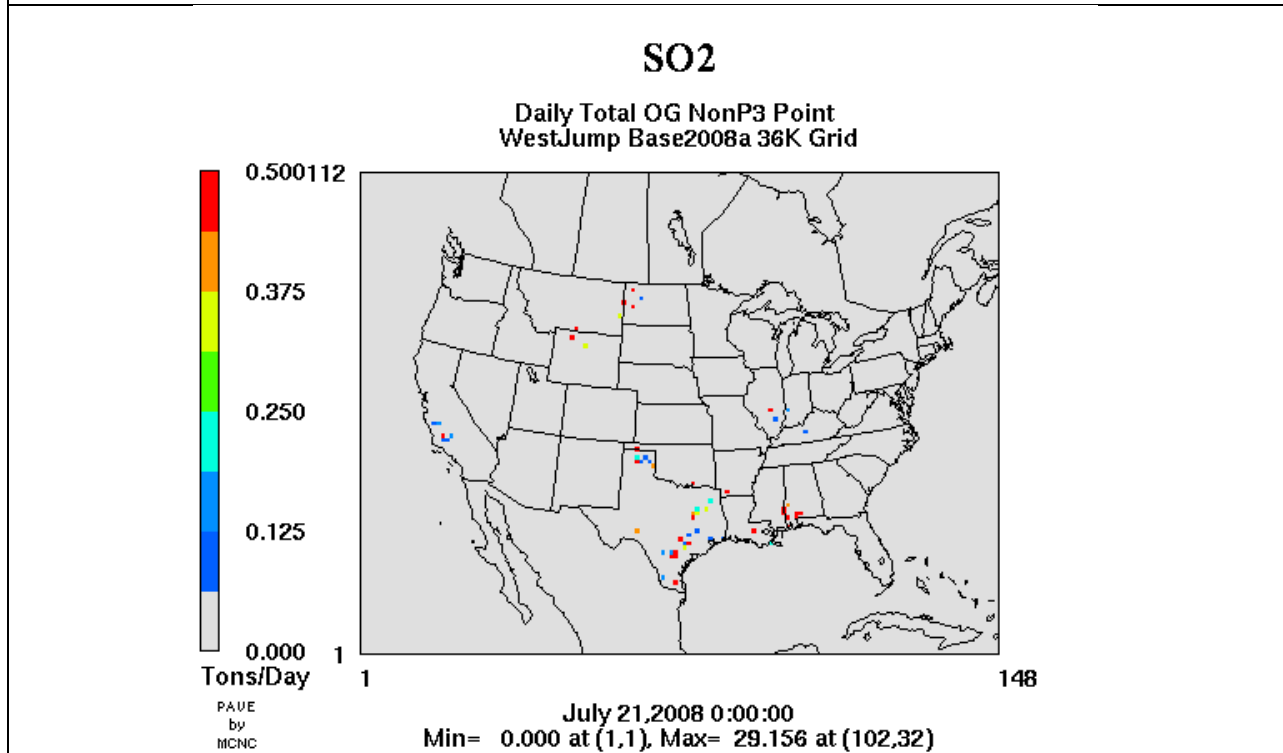 SO2
Daily Total OG NonP3 Point
WestJump Base2008a 36K Grid
0.500
112
0.375
0.250
0.125
0.000
1
Tons/Day
1
148
PAVE
by
MCNC
July 21,2008 0:00:00
Min= 0.000 at (1,1), Max= 29.156 at (102,32)